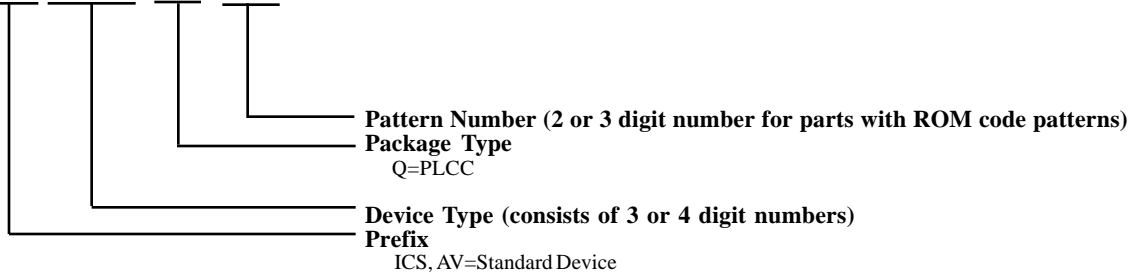 Pattern Number (2 or 3 digit number for parts with ROM code patterns)
Package Type
Q=PLCC
Device Type (consists of 3 or 4 digit numbers)
Prefix
ICS, AV=Standard Device